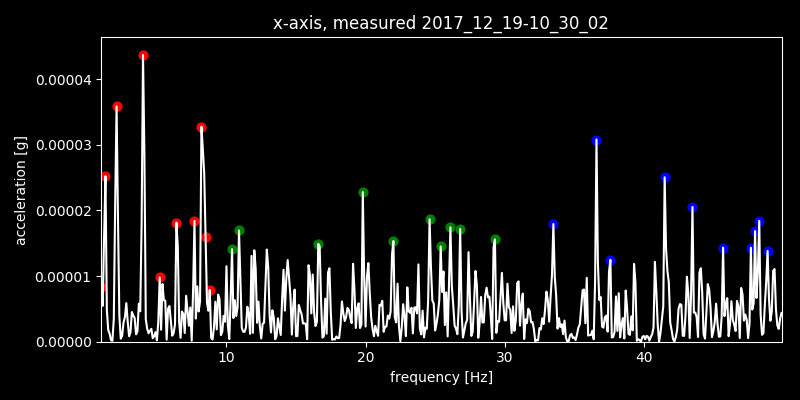 x-axis, measured 2017_12_19-10_30_02
acceleration [g]
0.00004
0.00003
0.00002
0.00001
0.00000
10 20 30 40
frequency [Hz]